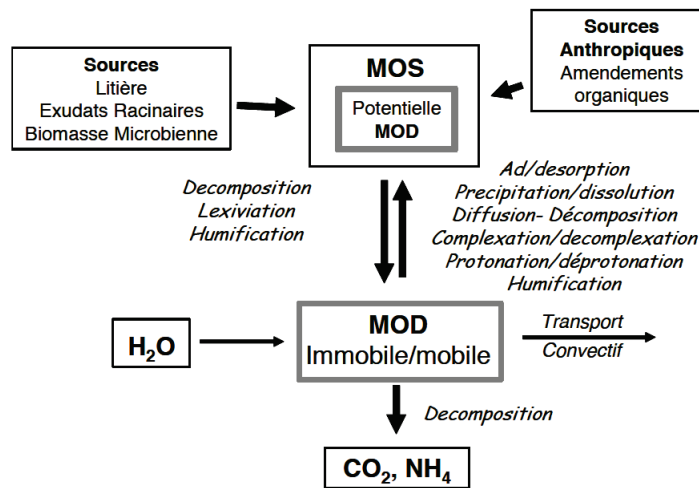 Sources
Litière
Exudats Racinaires
Biomasse Microbienne
MOS
Potentielle
MOD
Sources
Anthropiques
Amendements
organiques
Decomposition
Lexiviation
Humification
Ad/desorption
Precipitation/dissolution
Diffusion- Décomposition
Complexation/decomplexation
Protonation/déprotonation
Humification
H₂O
MOD
Immobile/mobile
Transport
Convectif
Decomposition
CO₂, NH₄